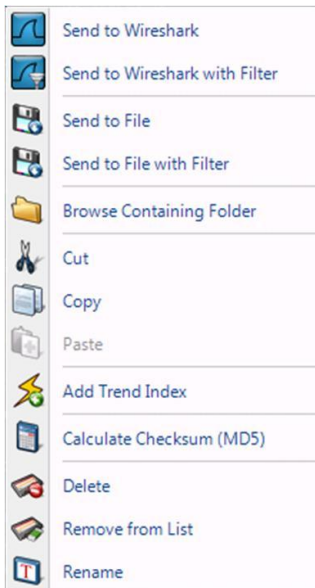 Send to Wireshark
Send to Wireshark with Filter
Send to File
Send to File with Filter
Browse Containing Folder
Cut
Copy
Paste
Add Trend Index
Calculate Checksum (MD5)
Delete
Remove from List
T Rename